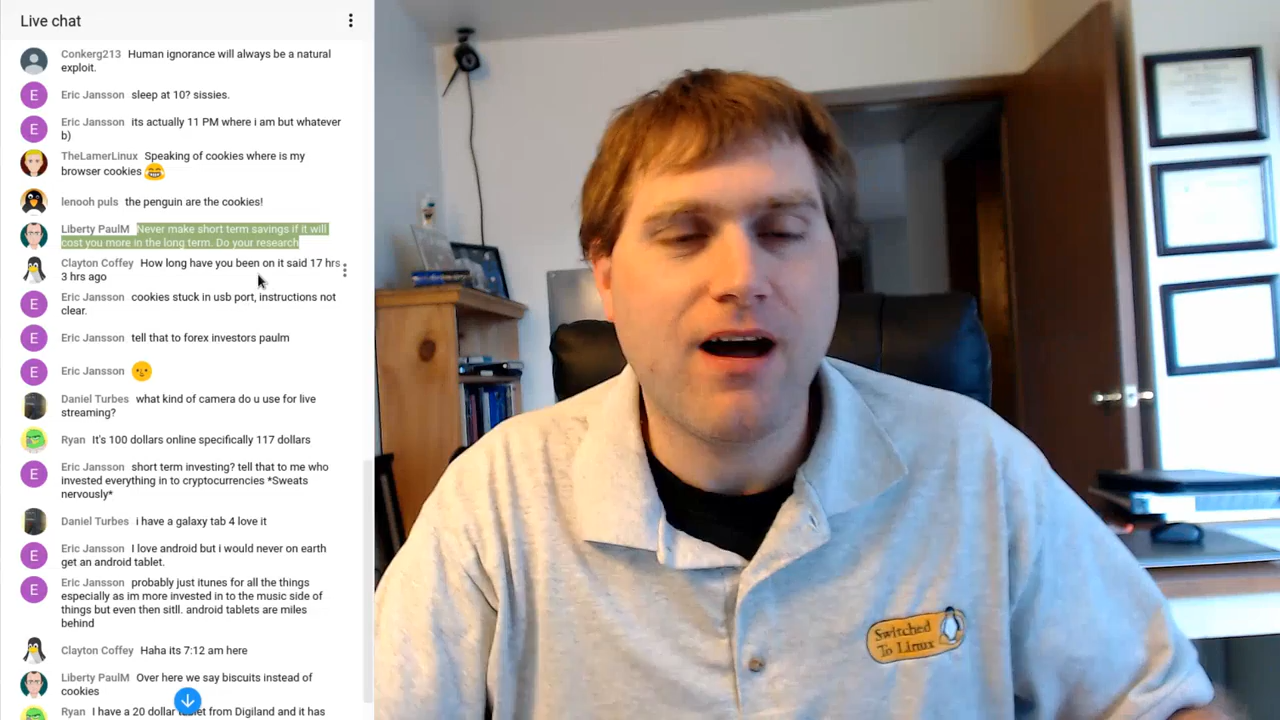 Live chat
Conkerg213 Human ignorance will always be a natural
exploit.
Eric Jansson sleep at 10? sissies.
Eric Jansson its actually 11 PM where i am but whatever
b)
TheLamerLinux Speaking of cookies where is my
browser cookies
lenooh puls the penguin are the cookies!
Liberty PaulM Never make short term savings if it will
cost you more in the long term. Do your research
Clayton Coffey How long have you been on it said 17 hrs
3 hrs ago
Eric Jansson cookies stuck in usb port, instructions not
clear.
Eric Jansson tell that to forex investors paulm
Eric Jansson
Daniel Turbes what kind of camera do u use for live
streaming?
Ryan It's 100 dollars online specifically 117 dollars
Eric Jansson short term investing? tell that to me who
invested everything in to cryptocurrencies *Sweats
nervously*
Daniel Turbes i have a galaxy tab 4 love it
Eric Jansson I love android but i would never on earth
get an android tablet.
Eric Jansson probably just itunes for all the things
especially as im more invested in to the music side of
things but even then sitll. android tablets are miles
behind
Clayton Coffey Haha its 7:12 am here
Liberty PaulM Over here we say biscuits instead of
cookies
Ryan I have a 20 dollar tablet from Digiland and it has
E
E
E
E
E
E
E
E
Switched
To Linux